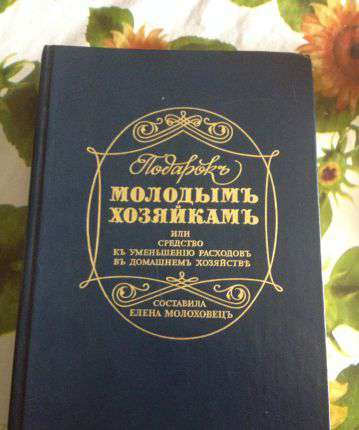 Подарокъ
МОЛОДЫМЪ
ХОЗЯЙКАМЪ
ИЛИ
СРЕДСТВО
КЪ УМЕНЬШЕНІЮ РАСХОДОВЪ
ВЪ ДОМАШНЕМЪ ХОЗЯЙСТВѢ
СОСТАВИЛА
ЕЛЕНА МОЛОХОВЕЦЪ